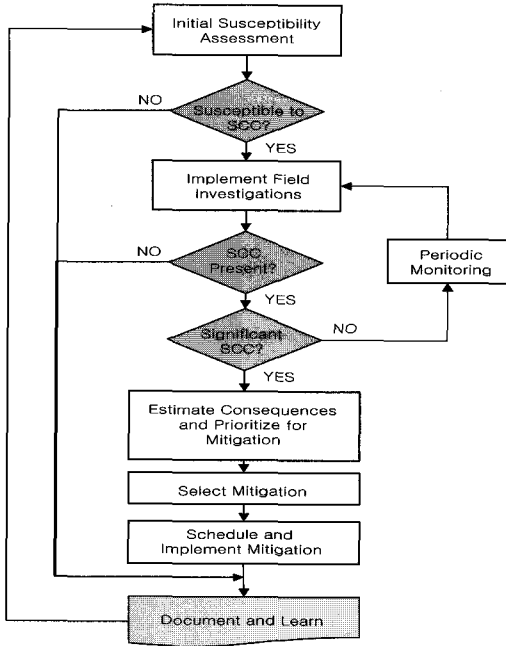 Initial Susceptibility
Assessment
NO
Susceptible to
SCC?
YES
Implement Field
Investigations
NO
SCC
Present?
Periodic
Monitoring
YES
Significant
SCC?
NO
YES
Estimate Consequences
and Prioritize for
Mitigation
Select Mitigation
Schedule and
Implement Mitigation
Document and Learn